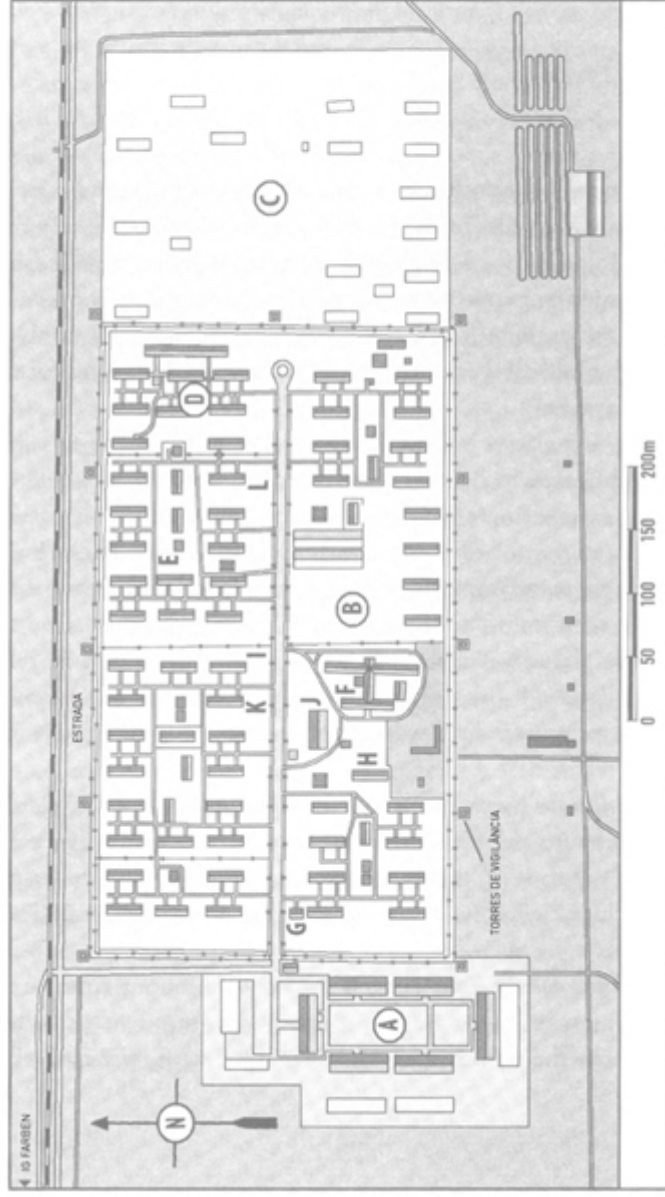 ◄ IG FARBEN
ESTRADA
N
E
D
K
I
L
C
G
J
F
B
H
A
TORRES DE VIGILÂNCIA
0 50 100 150 200m